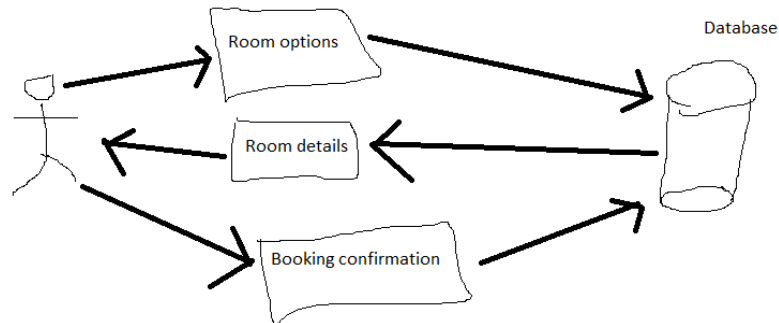 Room options
Database
Room details
Booking confirmation